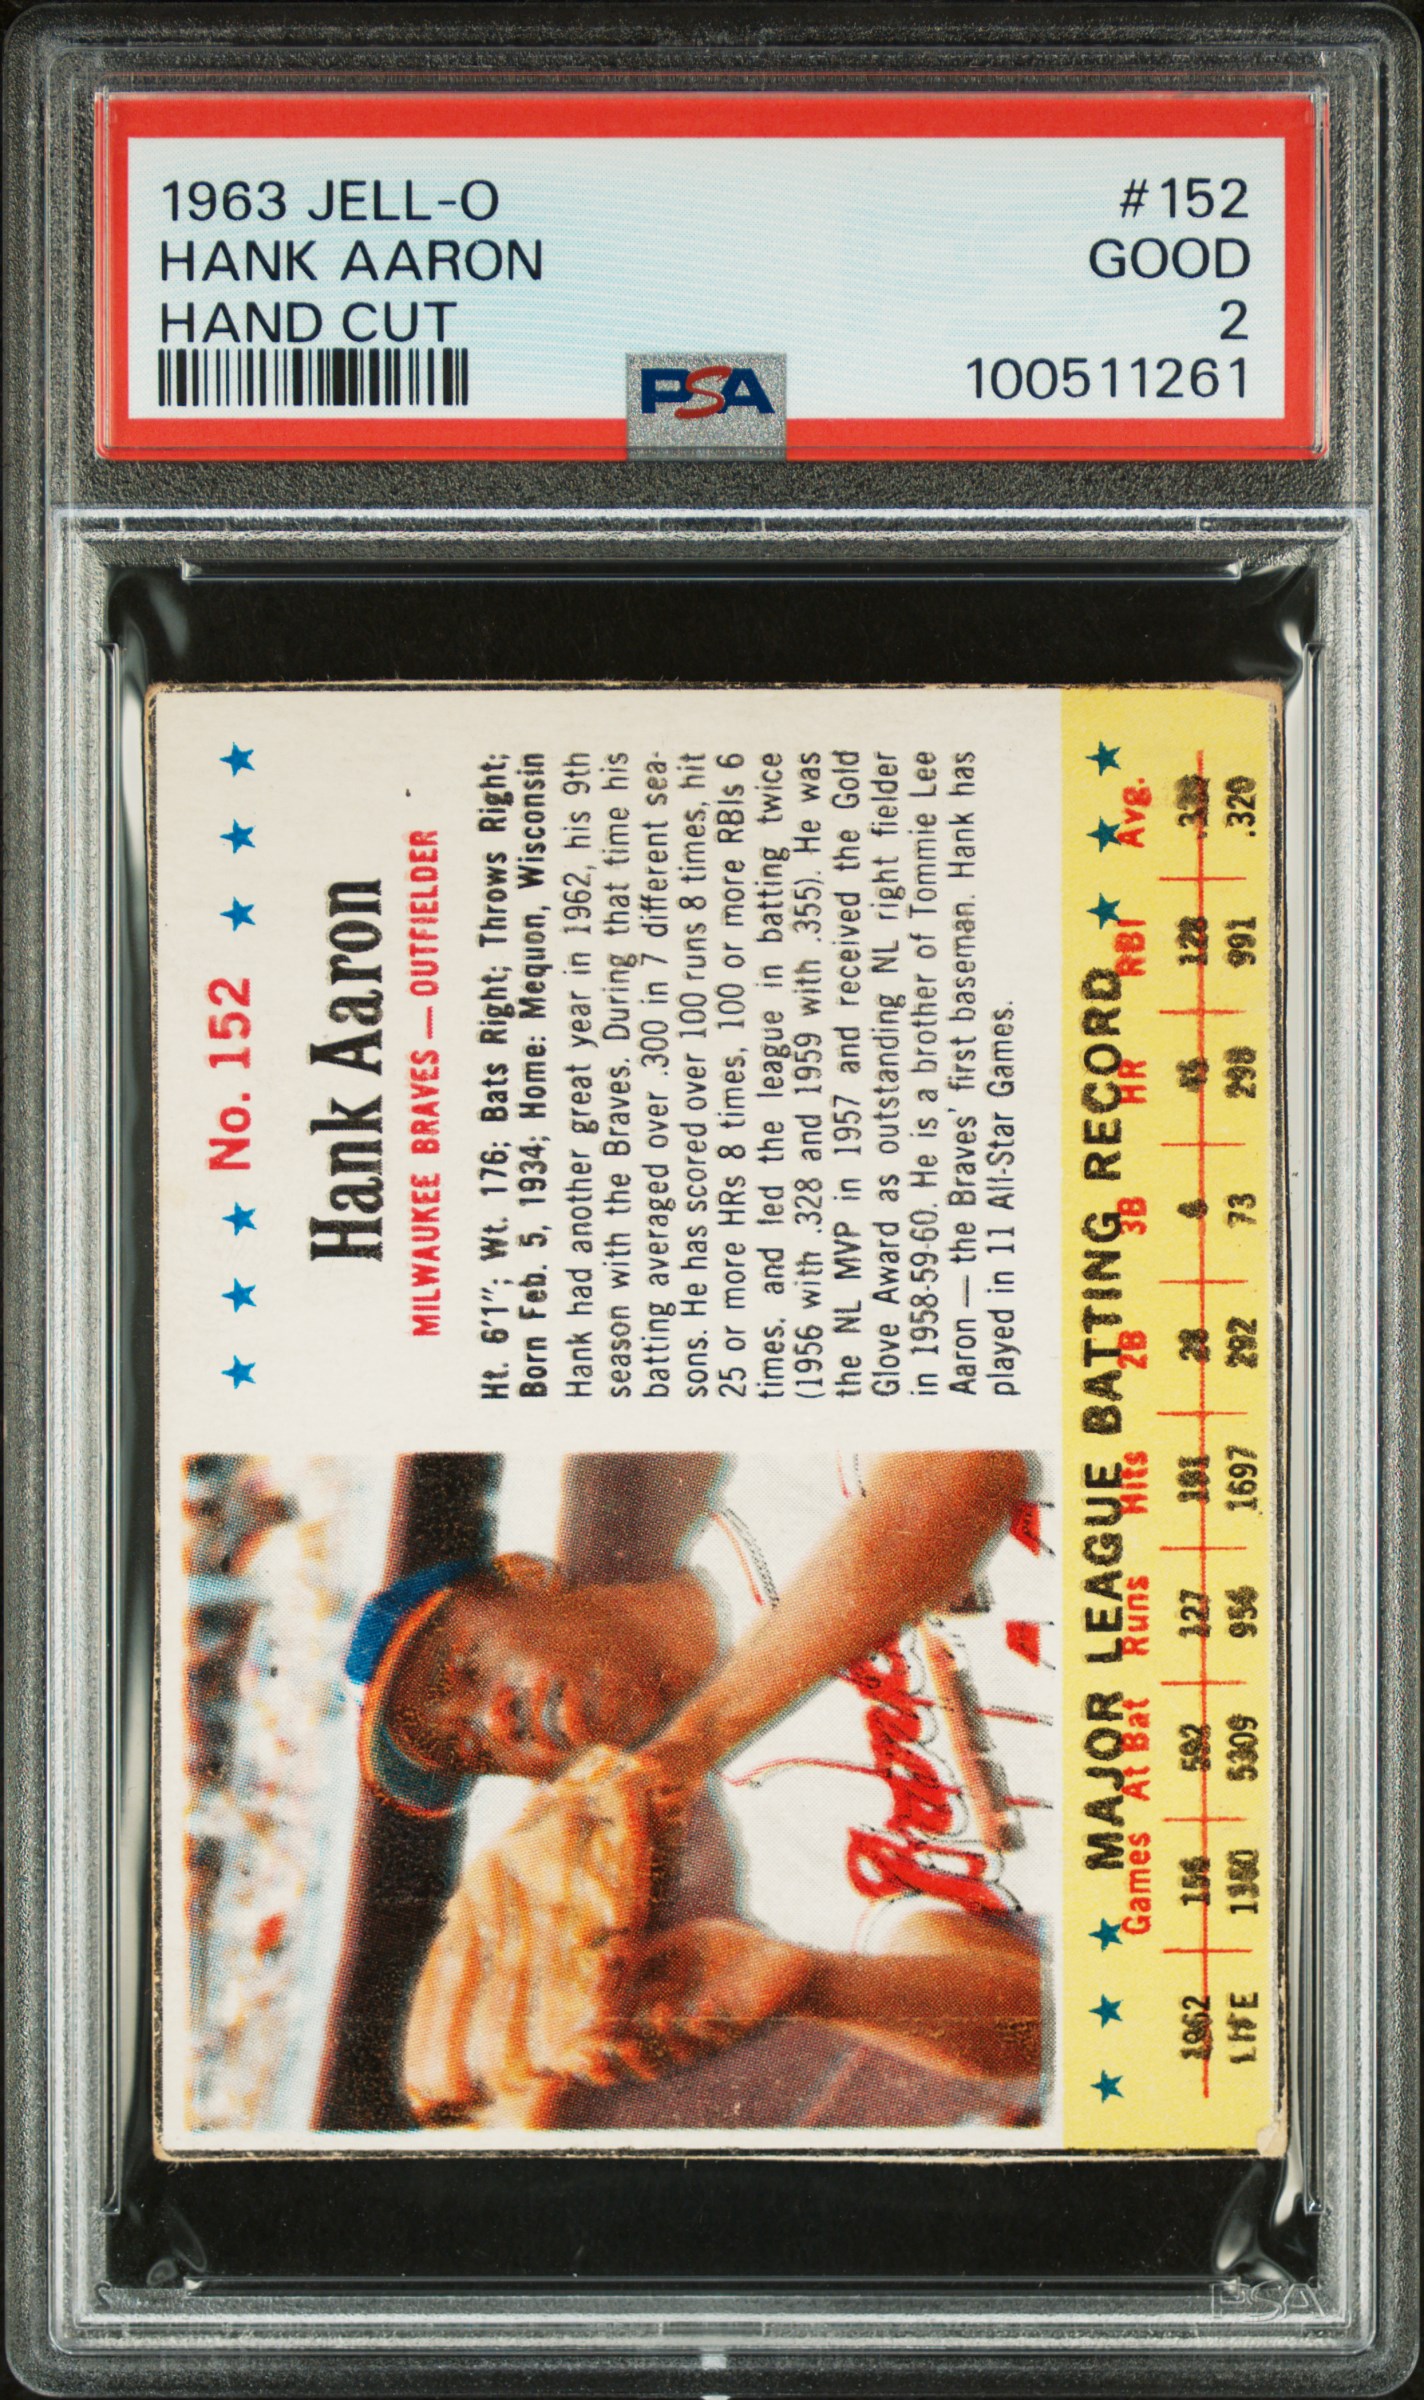 1963 JELL-O #152
HANK AARON GOOD
HAND CUT 2
PSA 100511261
★ ★ ★ No. 152 ★ ★ ★
Hank Aaron
MILWAUKEE BRAVES — OUTFIELDER
Ht. 6'1"; Wt. 176; Bats Right; Throws Right;
Born Feb. 5, 1934; Home: Mequon, Wisconsin
Hank had another great year in 1962, his 9th
season with the Braves. During that time his
batting averaged over .300 in 7 different sea-
sons. He has scored over 100 runs 8 times, hit
25 or more HRs 8 times, 100 or more RBIs 6
times, and led the league in batting twice
(1956 with .328 and 1959 with .355). He was
the NL MVP in 1957 and received the Gold
Glove Award as outstanding NL right fielder
in 1958-59-60. He is a brother of Tommie Lee
Aaron — the Braves' first baseman. Hank has
played in 11 All-Star Games.
Braves
★ ★ ★ MAJOR LEAGUE BATTING RECORD ★ ★ ★
Games At Bat Runs Hits 2B 3B HR RBI Avg.
1962 156 592 127 191 28 6 45 128
LIFE 1350 5309 956 1697 292 73 298 991 .320
PSA